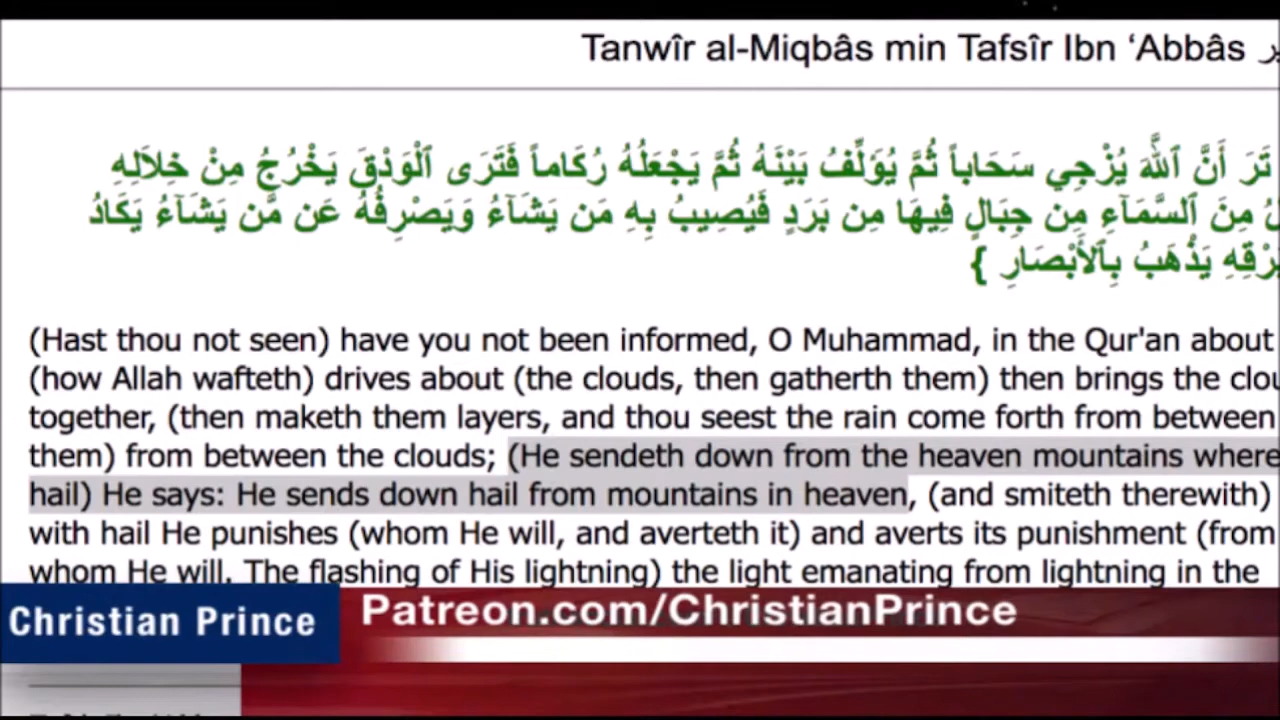 Tanwîr al-Miqbâs min Tafsîr Ibn ‘Abbâs
تَرَ أَنَّ ٱللَّهَ يُزْجِي سَحَاباً ثُمَّ يُؤَلِّفُ بَيْنَهُ ثُمَّ يَجْعَلُهُ رُكَاماً فَتَرَى ٱلْوَدْقَ يَخْرُجُ مِنْ خِلاَلِهِ
مِنَ ٱلسَّمَآءِ مِن جِبَالٍ فِيهَا مِن بَرَدٍ فَيُصِيبُ بِهِ مَن يَشَآءُ وَيَصْرِفُهُ عَن مَّن يَشَآءُ يَكَادُ
يَذْهَبُ بِٱلأَبْصَارِ }
(Hast thou not seen) have you not been informed, O Muhammad, in the Qur'an about
(how Allah wafteth) drives about (the clouds, then gatherth them) then brings the clou
together, (then maketh them layers, and thou seest the rain come forth from between
them) from between the clouds; (He sendeth down from the heaven mountains where
hail) He says: He sends down hail from mountains in heaven, (and smiteth therewith)
with hail He punishes (whom He will, and averteth it) and averts its punishment (from
whom He will. The flashing of His lightning) the light emanating from lightning in the
Christian Prince
Patreon.com/ChristianPrince